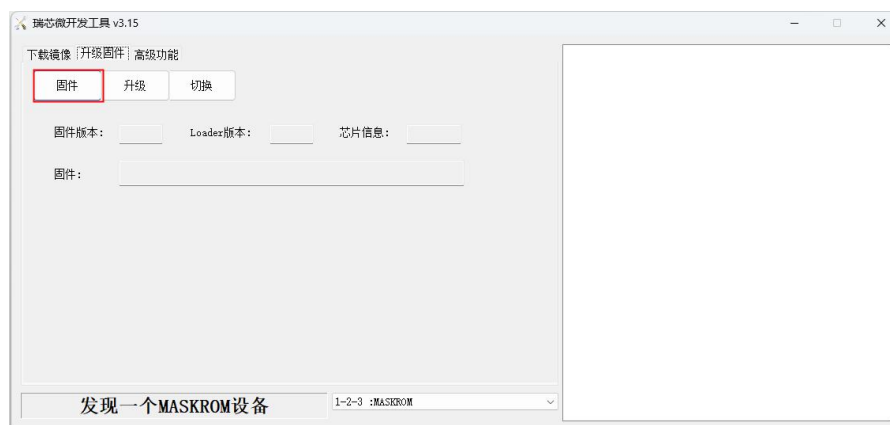 瑞芯微开发工具 v3.15
下载镜像 升级固件 高级功能
固件 升级 切换
固件版本： Loader版本： 芯片信息：
固件：
发现一个MASKROM设备 1-2-3 :MASKROM